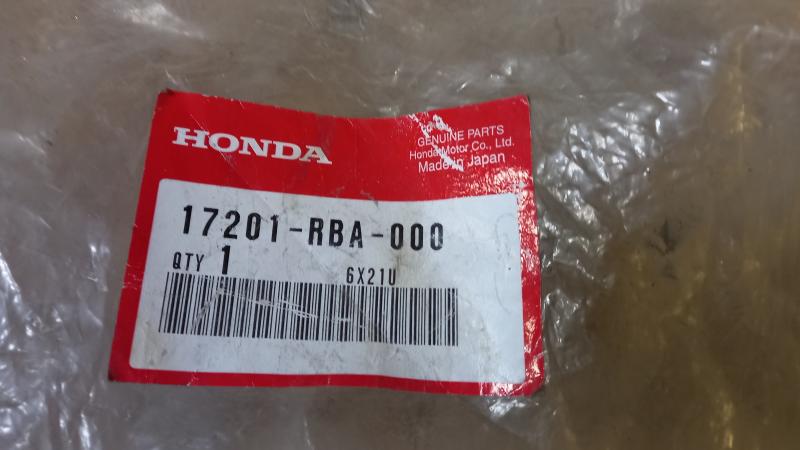 HONDA
GENUINE PARTS
Honda Motor Co., Ltd.
Made in Japan
17201-RBA-000
QTY 1
6X21U